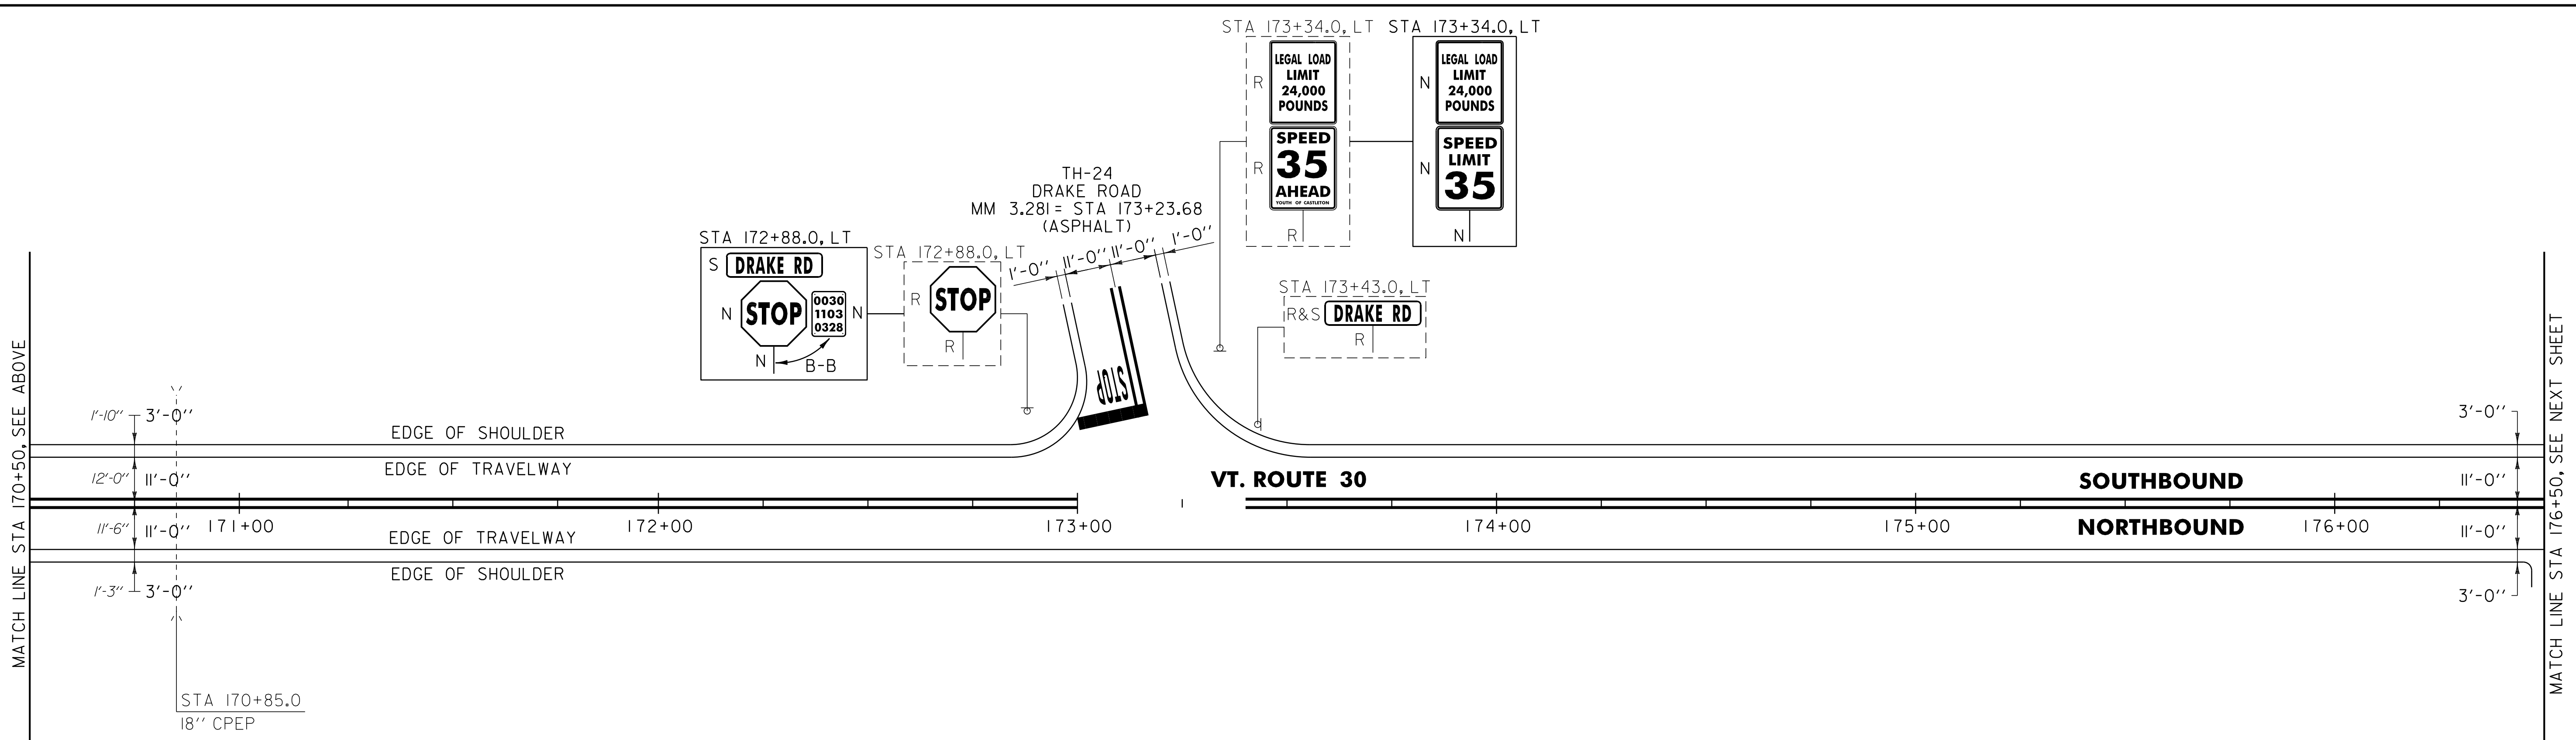 STA 173+34.0, LT
LEGAL LOAD
LIMIT
24,000
POUNDS
R
SPEED
35
AHEAD
YOUTH OF CASTLETON
R
R
STA 173+34.0, LT
LEGAL LOAD
LIMIT
24,000
POUNDS
N
SPEED
LIMIT
35
N
N
TH-24
DRAKE ROAD
MM 3.281= STA 173+23.68
(ASPHALT)
1'-0'' 11'-0'' 11'-0'' 1'-0''
STA 172+88.0, LT
S DRAKE RD
N STOP
0030
1103
0328
N
N
B-B
STA 172+88.0, LT
R STOP
R
STA 173+43.0, LT
R&S DRAKE RD
R
STOP
MATCH LINE STA 170+50, SEE ABOVE
1'-10'' 3'-0''
12'-0'' 11'-0''
11'-6'' 11'-0''
1'-3'' 3'-0''
EDGE OF SHOULDER
EDGE OF TRAVELWAY
VT. ROUTE 30
SOUTHBOUND
171+00 172+00 173+00 174+00 175+00 176+00
NORTHBOUND
EDGE OF TRAVELWAY
EDGE OF SHOULDER
3'-0''
11'-0''
11'-0''
3'-0''
MATCH LINE STA 176+50, SEE NEXT SHEET
STA 170+85.0
18'' CPEP